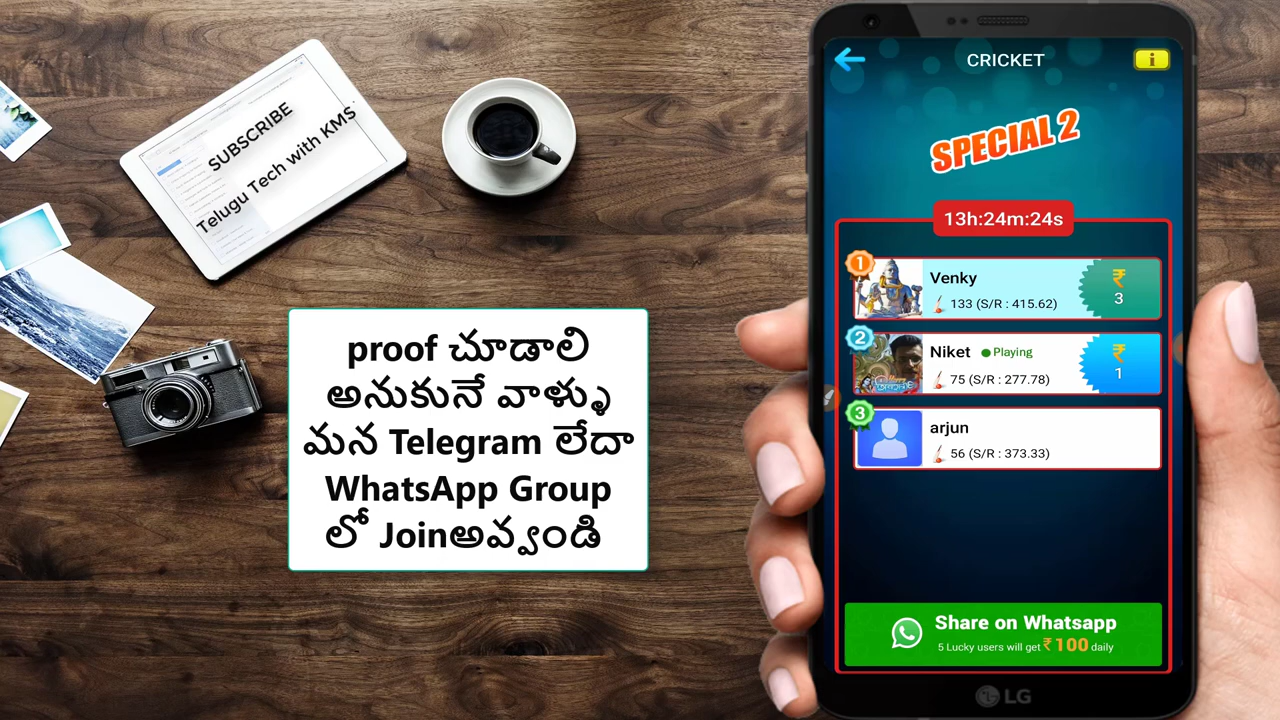 SUBSCRIBE
Telugu Tech with KMS
proof చూడాలి
అనుకునే వాళ్ళు
మన Telegram లేదా
WhatsApp Group
లో Joinఅవ్వండి
CRICKET
i
SPECIAL 2
13h:24m:24s
1
Venky
133 (S/R : 415.62)
₹
3
2
Niket Playing
75 (S/R : 277.78)
₹
1
3
arjun
56 (S/R : 373.33)
Share on Whatsapp
5 Lucky users will get ₹100 daily
LG